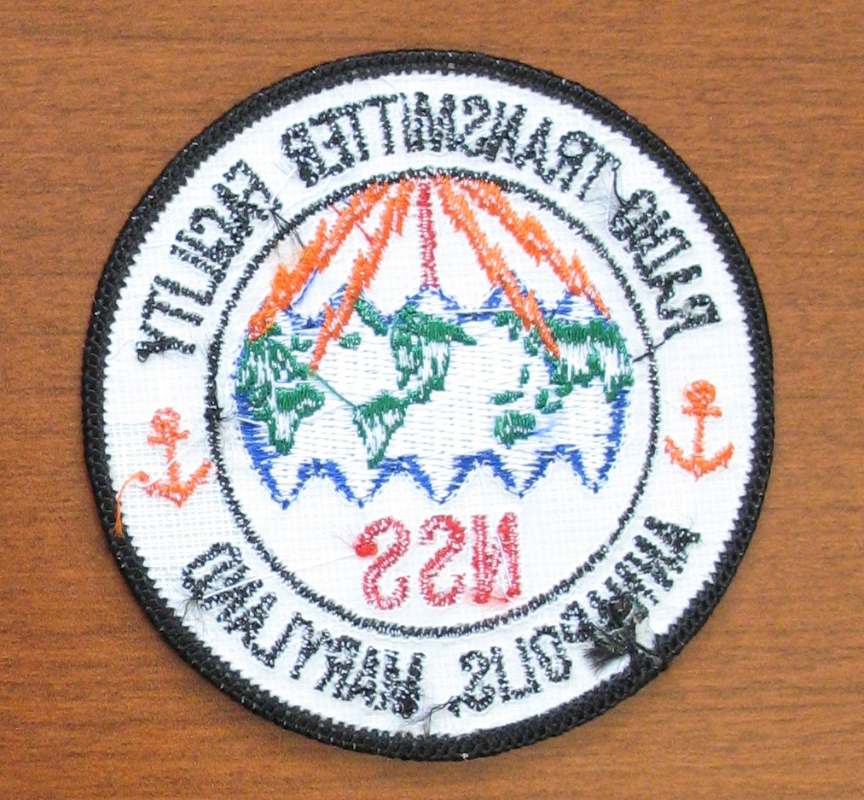 RADIO TRANSMITTER FACILITY
NSS
ANNAPOLIS, MARYLAND